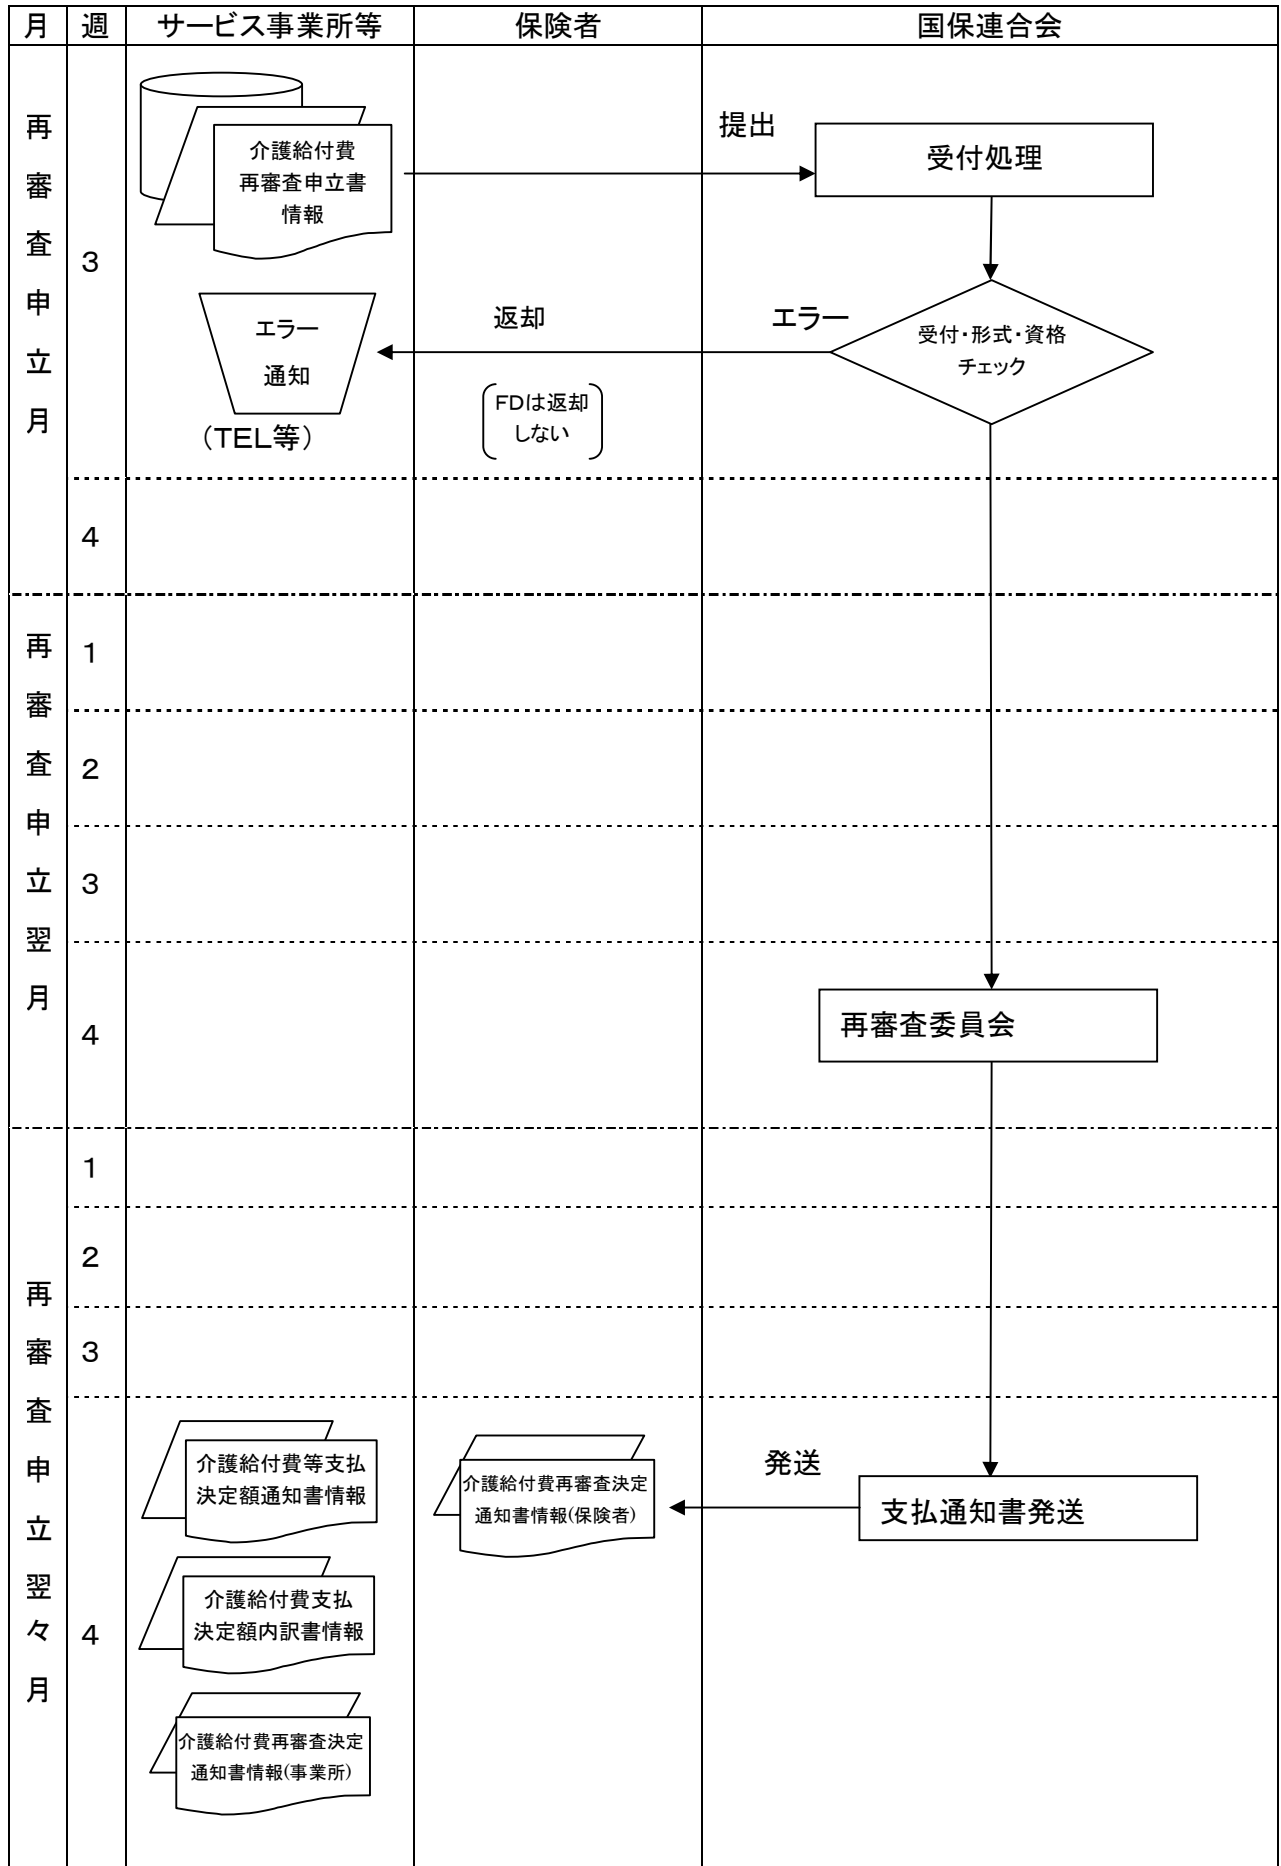 月 週 サービス事業所等 保険者 国保連合会
再審査申立月
3
介護給付費
再審査申立書
情報
提出
受付処理
エラー
通知
(TEL等)
返却
FDは返却
しない
エラー
受付・形式・資格
チェック
4
再審査申立翌月
1
2
3
4
再審査委員会
再審査申立翌々月
1
2
3
4
介護給付費等支払
決定額通知書情報
介護給付費支払
決定額内訳書情報
介護給付費再審査決定
通知書情報(事業所)
介護給付費再審査決定
通知書情報(保険者)
発送
支払通知書発送